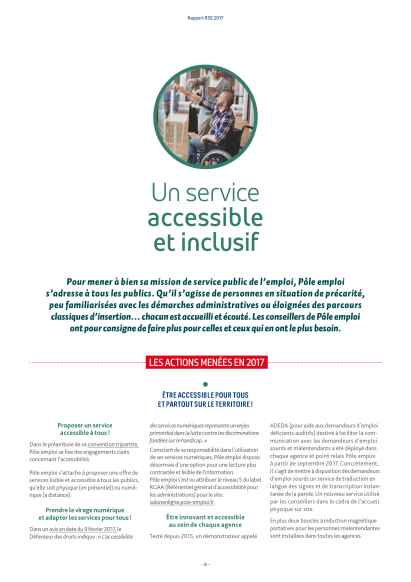 Rapport RSE 2017
Un service
accessible
et inclusif
Pour mener à bien sa mission de service public de l’emploi, Pôle emploi
s’adresse à tous les publics. Qu’il s’agisse de personnes en situation de précarité,
peu familiarisées avec les démarches administratives ou éloignées des parcours
classiques d’insertion… chacun est accueilli et écouté. Les conseillers de Pôle emploi
ont pour consigne de faire plus pour celles et ceux qui en ont le plus besoin.
LES ACTIONS MENÉES EN 2017
ÊTRE ACCESSIBLE POUR TOUS
ET PARTOUT SUR LE TERRITOIRE !
Proposer un service
accessible à tous !
Dans le préambule de sa convention tripartite,
Pôle emploi se fixe des engagements clairs
concernant l’accessibilité.
Pôle emploi s’attache à proposer une offre de
services lisible et accessible à tous les publics,
qu’elle soit physique (en présentiel) ou numé-
rique (à distance).
Prendre le virage numérique
et adapter les services pour tous !
Dans un avis en date du 9 février 2017, le
Défenseur des droits indique : « L’accessibilité
des services numériques représente un enjeu
primordial dans la lutte contre les discriminations
fondées sur le handicap. »
Conscient de sa responsabilité dans l’utilisation
de ses services numériques, Pôle emploi dispose
désormais d’une option pour une lecture plus
contrastée et lisible de l’information.
Pôle emploi s’est vu attribuer le niveau 5 du label
RGAA (Référentiel général d’accessibilité pour
les administrations) pour le site:
Être innovant et accessible
au sein de chaque agence
Testé depuis 2015, un démonstrateur appelé
ADEDA (pour aide aux demandeurs d’emploi
déficients auditifs) destiné à faciliter la com-
munication avec les demandeurs d’emploi
sourds et malentendants a été déployé dans
chaque agence et point relais Pôle emploi
à partir de septembre 2017. Concrètement,
il s’agit de mettre à disposition des demandeurs
d’emploi sourds un service de traduction en
langue des signes et de transcription instan-
tanée de la parole. Un nouveau service utilisé
par les conseillers dans le cadre de l’accueil
physique sur site.
En plus deux boucles à induction magnétique
portatives pour les personnes malentendantes
sont installées dans toutes les agences.